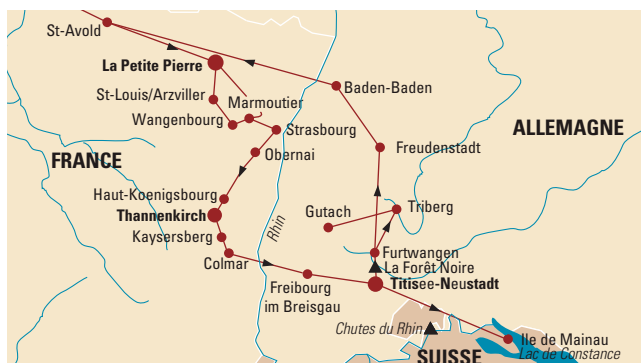 St-Avold
La Petite Pierre
Baden-Baden
St-Louis/Arzviller
Marmoutier
Wangenbourg
Strasbourg
ALLEMAGNE
Obernai
Freudenstadt
FRANCE
Haut-Koenigsbourg
Thannenkirch
Gutach
Triberg
Rhin
Kaysersberg
Colmar
Furtwangen
La Forêt Noire
Freibourg
im Breisgau
Titisee-Neustadt
Chutes du Rhin
Ile de Mainau
Lac de Constance
SUISSE